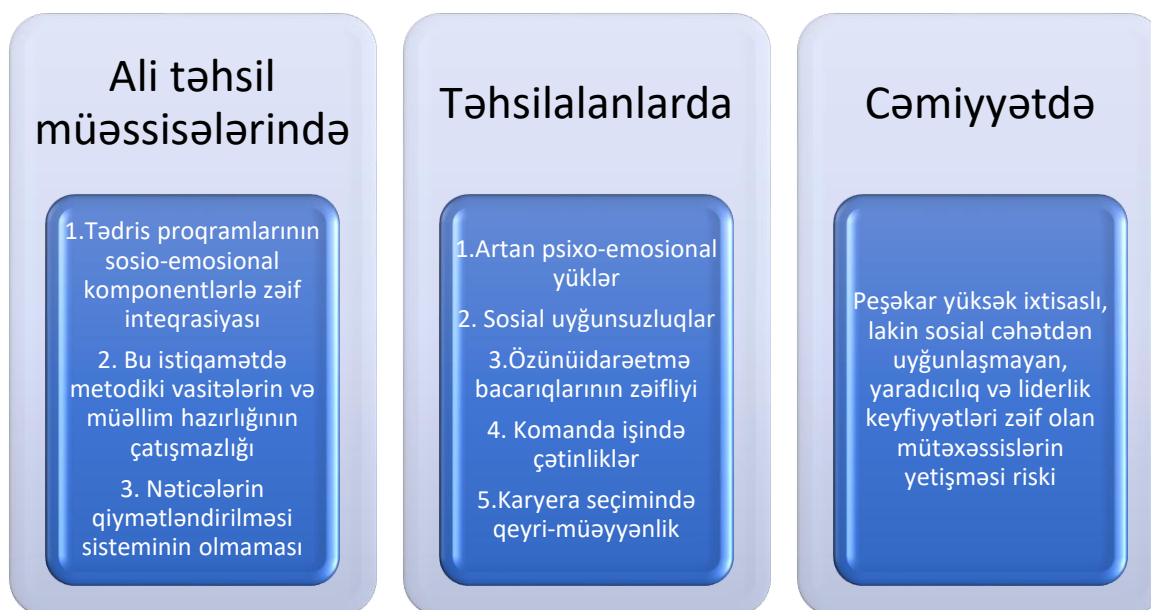 Ali təhsil
müəssisələrində
1.Tədris proqramlarının
sosio-emosional
komponentlərlə zəif
inteqrasiyası
2. Bu istiqamətdə
metodiki vasitələrin və
müəllim hazırlığının
çatışmazlığı
3. Nəticələrin
qiymətləndirilməsi
sisteminin olmaması
Təhsilalanlarda
1.Artan psixo-emosional
yüklər
2. Sosial uyğunsuzluqlar
3.Özünüidarəetmə
bacarıqlarının zəifliyi
4. Komanda işində
çətinliklər
5.Karyera seçimində
qeyri-müəyyənlik
Cəmiyyətdə
Peşəkar yüksək ixtisaslı,
lakin sosial cəhətdən
uyğunlaşmayan,
yaradıcılıq və liderlik
keyfiyyətləri zəif olan
mütəxəssislərin
yetişməsi riski